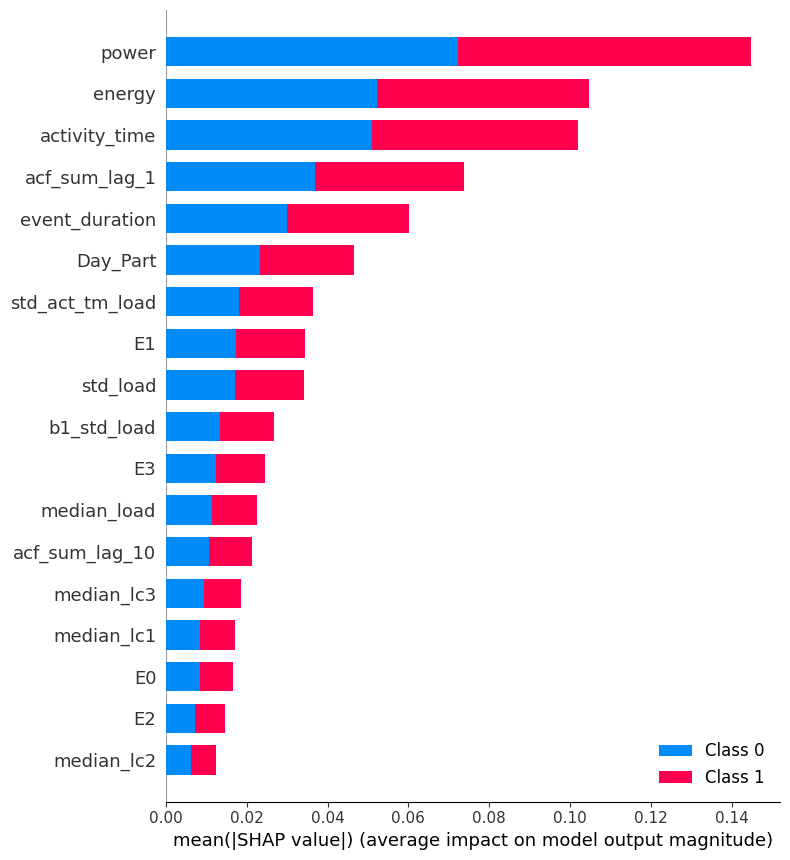 power
energy
activity_time
acf_sum_lag_1
event_duration
Day_Part
std_act_tm_load
E1
std_load
b1_std_load
E3
median_load
acf_sum_lag_10
median_lc3
median_lc1
E0
E2
median_lc2
Class 0
Class 1
0.00 0.02 0.04 0.06 0.08 0.10 0.12 0.14
mean(|SHAP value|) (average impact on model output magnitude)